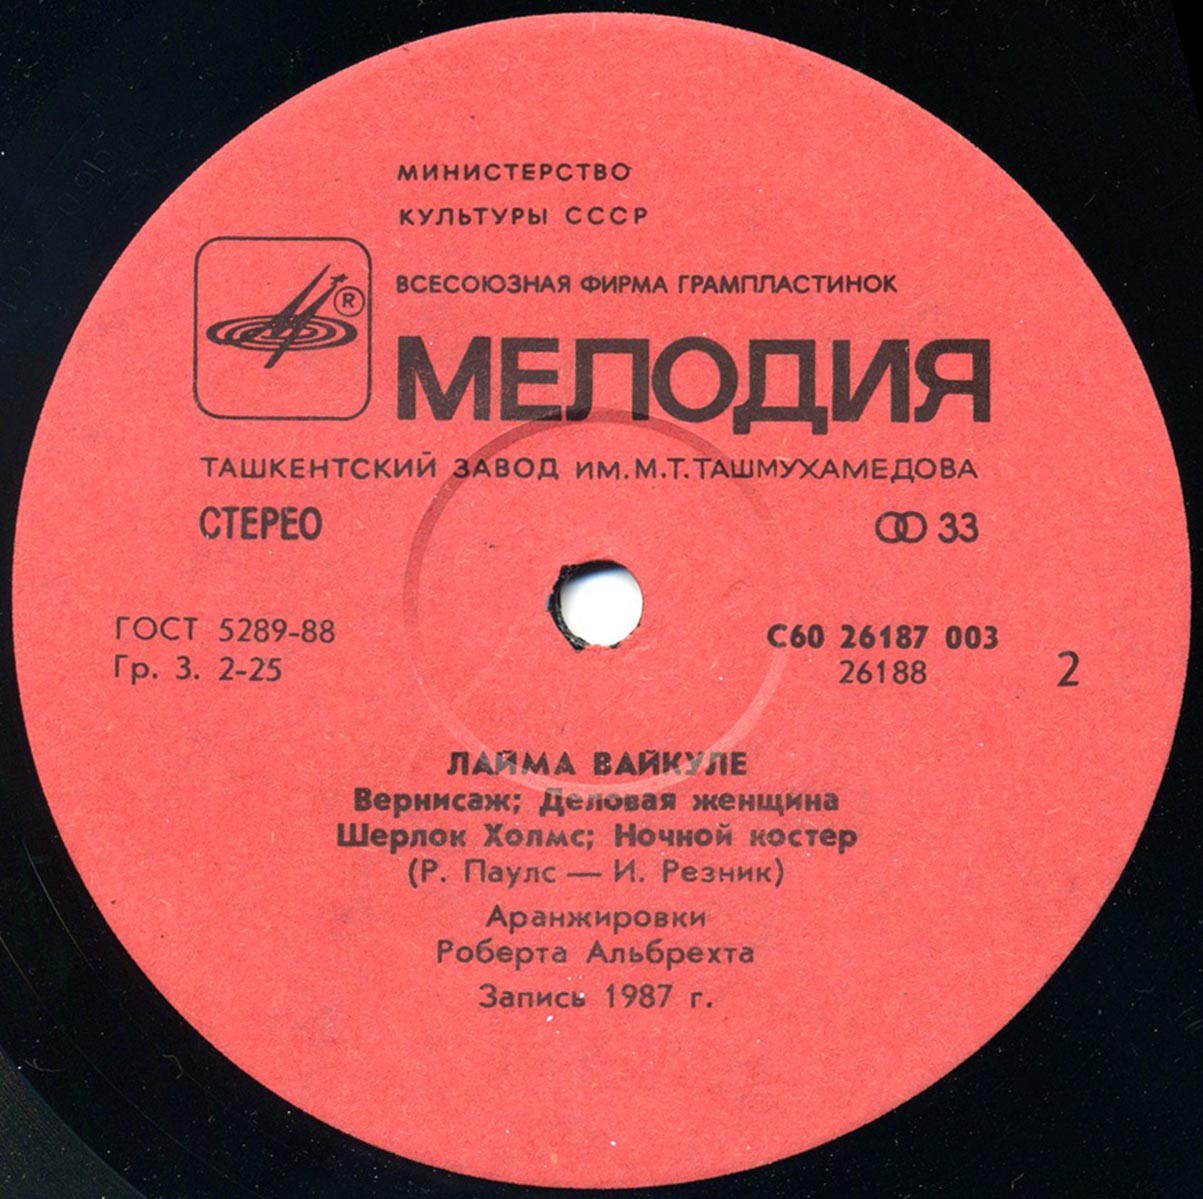 МИНИСТЕРСТВО
КУЛЬТУРЫ СССР
ВСЕСОЮЗНАЯ ФИРМА ГРАМПЛАСТИНОК
®
МЕЛОДИЯ
ТАШКЕНТСКИЙ ЗАВОД ИМ. М.Т. ТАШМУХАМЕДОВА
СТЕРЕО
33
ГОСТ 5289-88
Гр. 3. 2-25
С60 26187 003
26188
2
ЛАЙМА ВАЙКУЛЕ
Вернисаж; Деловая женщина
Шерлок Холмс; Ночной костер
(Р. Паулс — И. Резник)
Аранжировки
Роберта Альбрехта
Запись 1987 г.